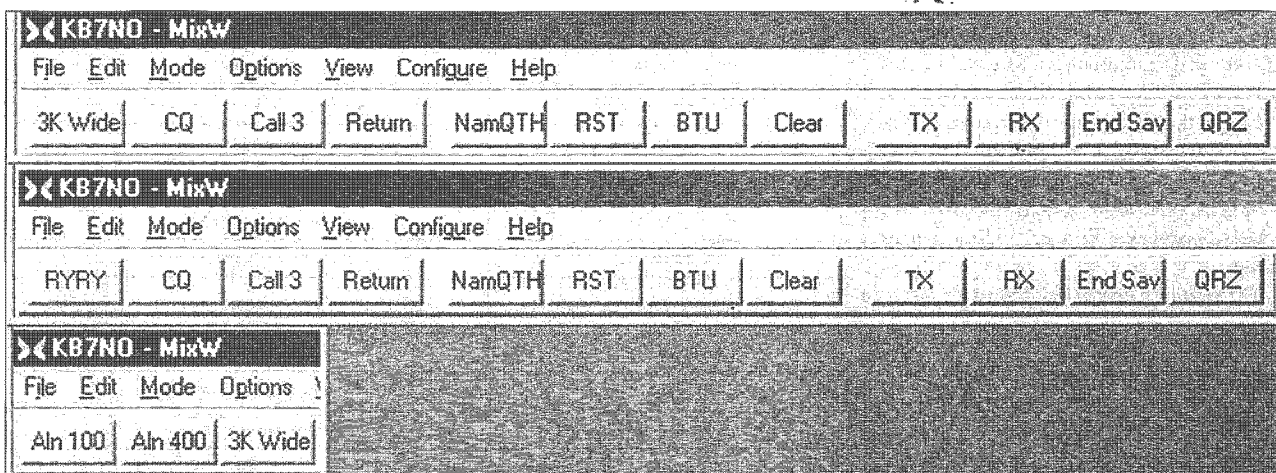 KB7NO - MixW
File Edit Mode Options View Configure Help
3K Wide CQ Call 3 Return NamQTH RST BTU Clear TX RX End Sav QRZ
KB7NO - MixW
File Edit Mode Options View Configure Help
RYRY CQ Call 3 Return NamQTH RST BTU Clear TX RX End Sav QRZ
KB7NO - MixW
File Edit Mode Options
Aln 100 Aln 400 3K Wide